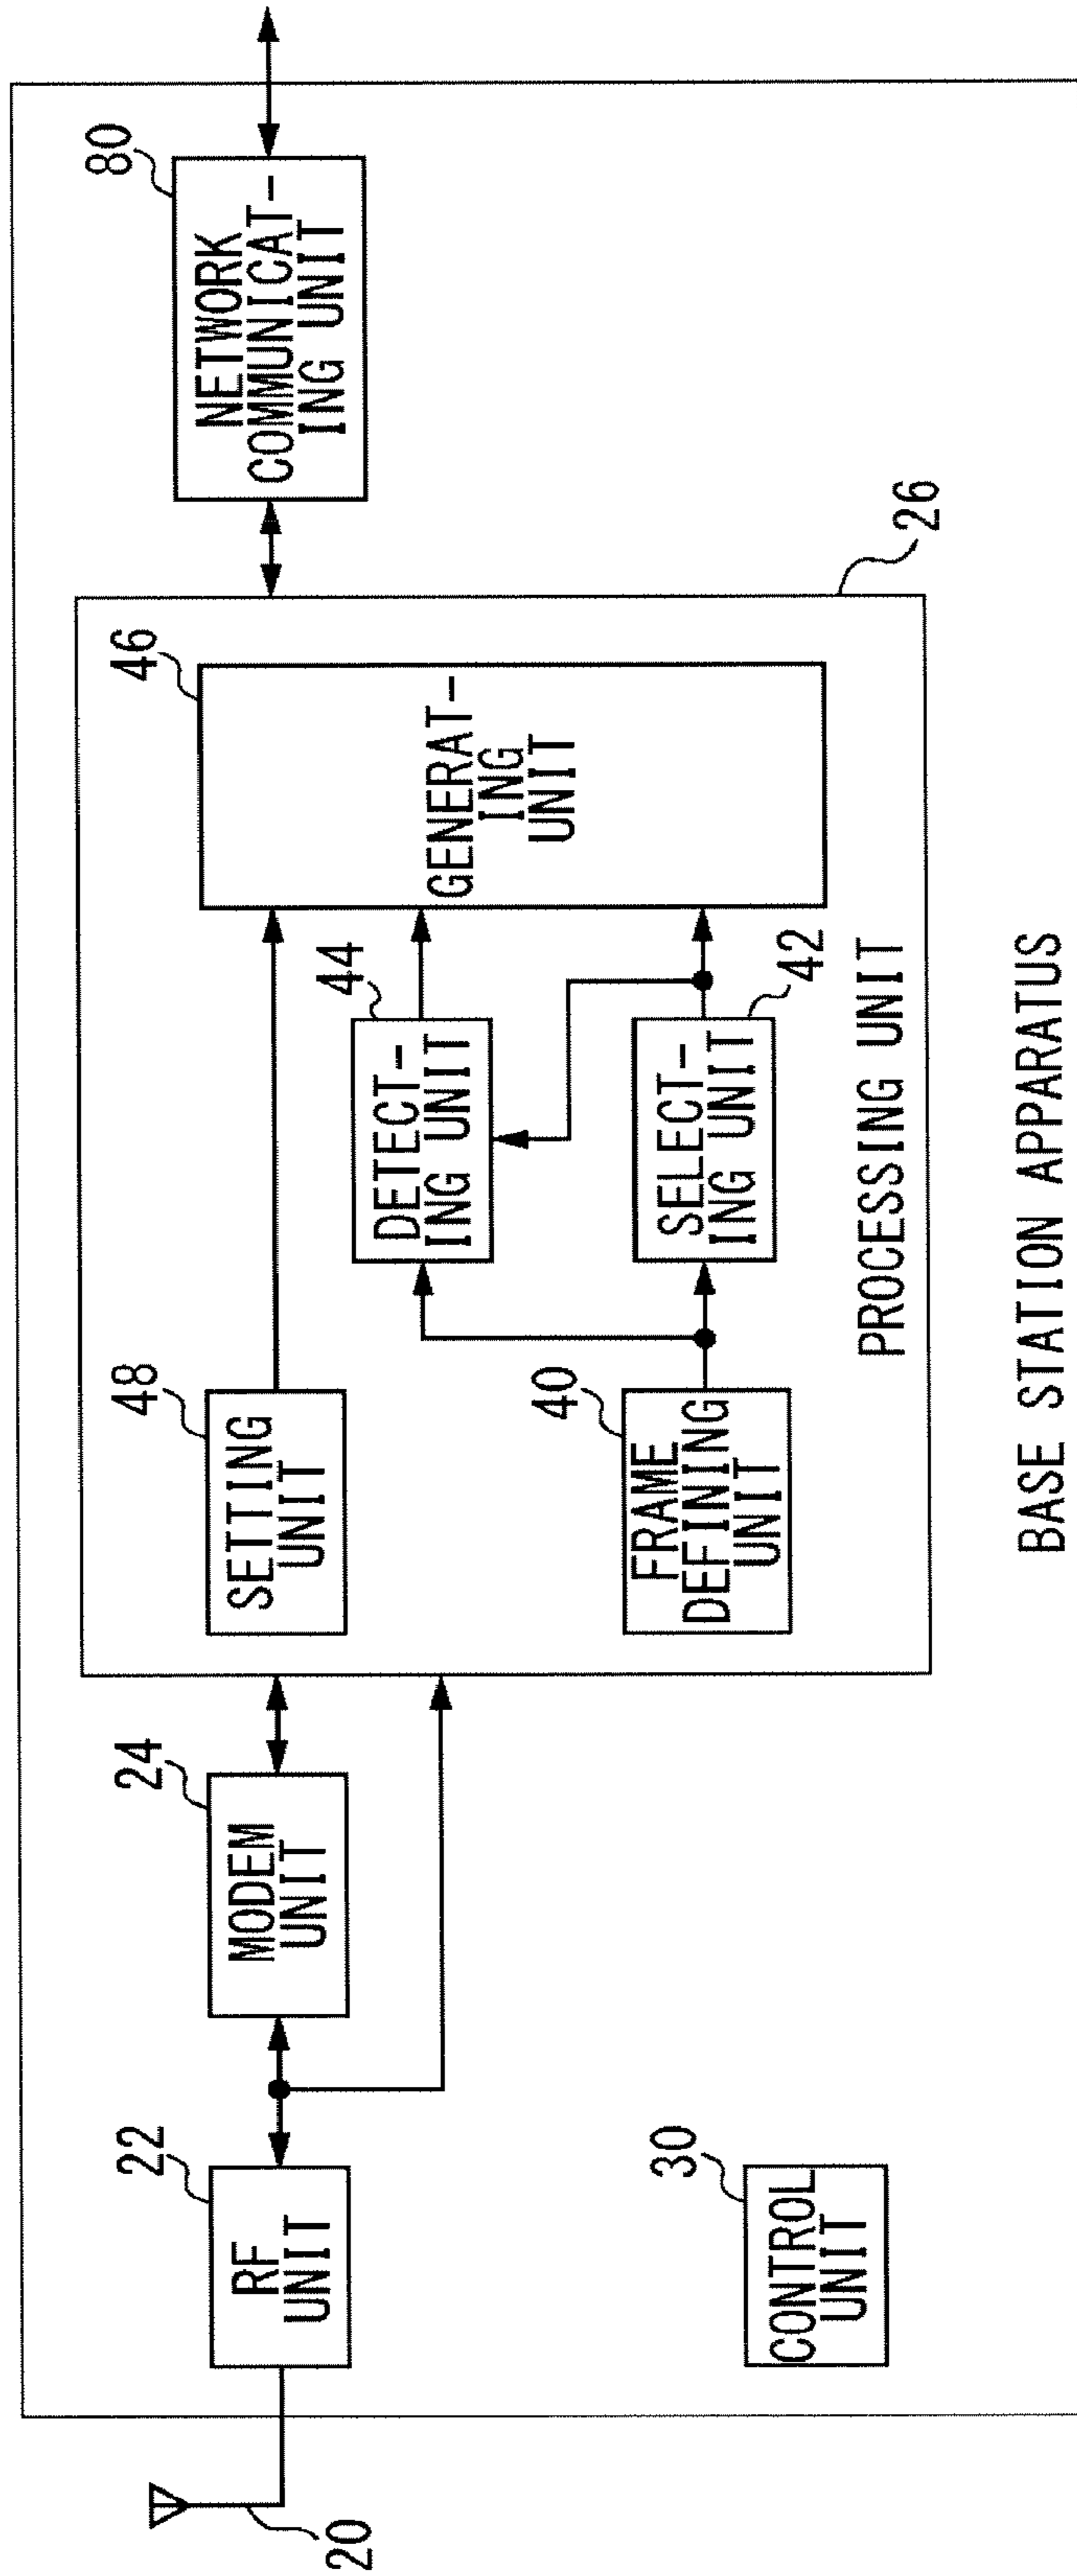 20
22
RF
UNIT
24
MODEM
UNIT
48
SETTING
UNIT
40
FRAME
DEFINING
UNIT
44
DETECT-
ING UNIT
42
SELECT-
ING UNIT
46
GENERAT-
ING
UNIT
PROCESSING UNIT
26
80
NETWORK
COMMUNICAT-
ING UNIT
30
CONTROL
UNIT
BASE STATION APPARATUS